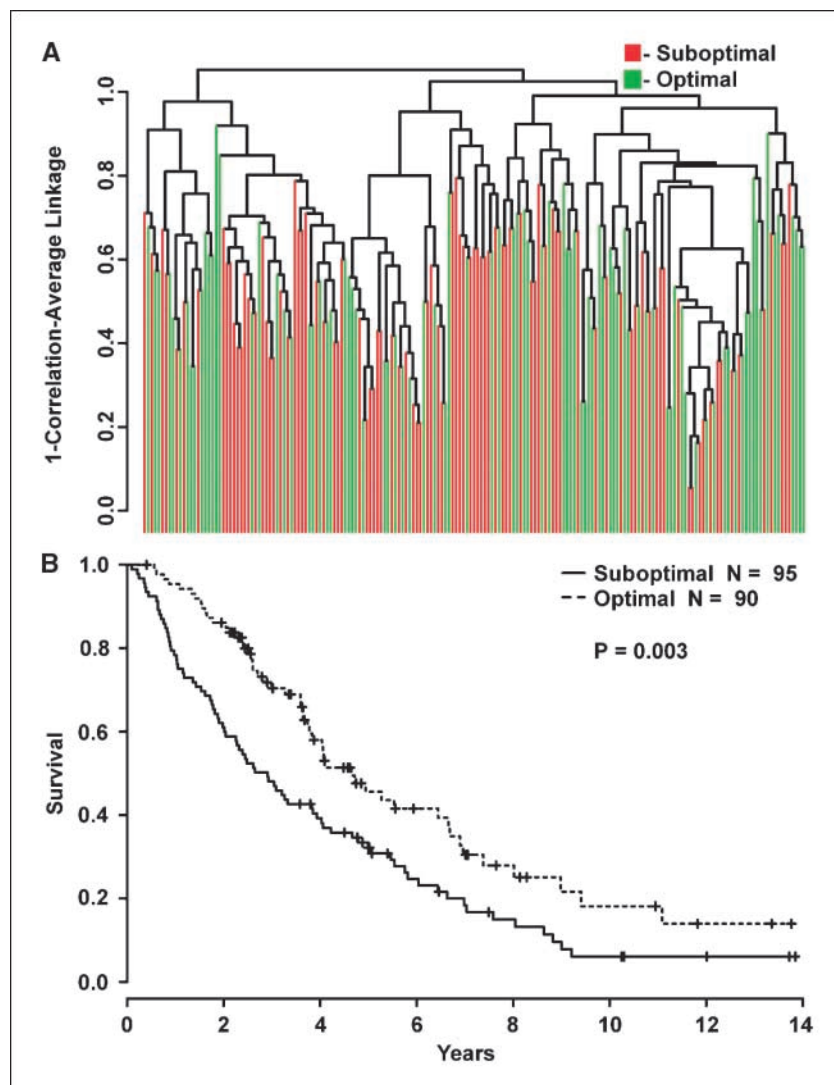 A
- Suboptimal
- Optimal
1-Correlation-Average Linkage
1.0
0.8
0.6
0.4
0.2
0.0
B
Suboptimal N = 95
Optimal N = 90
P = 0.003
Survival
1.0
0.8
0.6
0.4
0.2
0.0
0 2 4 6 8 10 12 14
Years